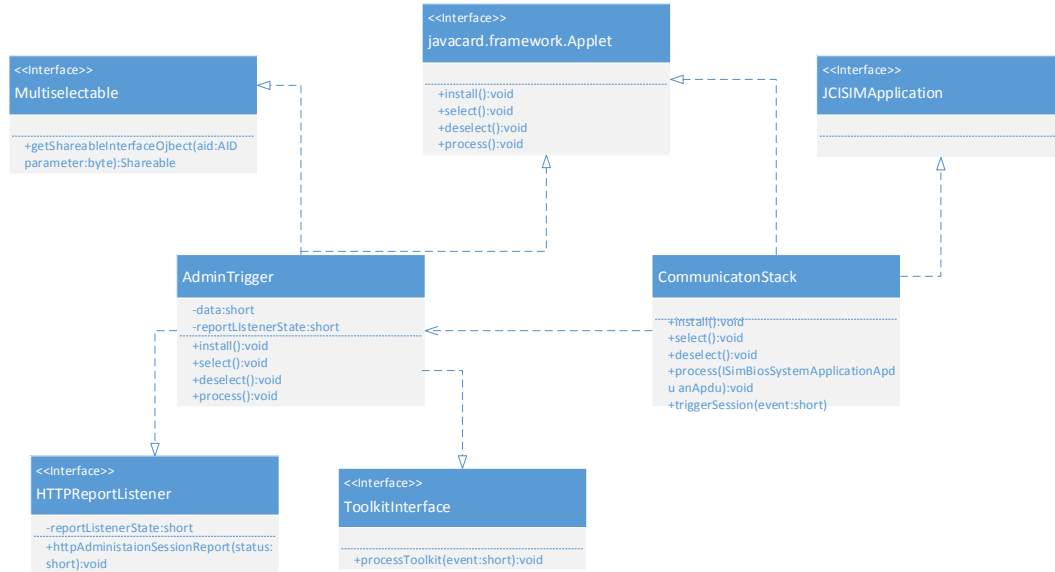 <<Interface>>
javacard.framework.Applet
+install():void
+select():void
+deselect():void
+process():void
<<Interface>>
Multiselectable
+getShareableInterfaceOjbect(aid:AID
parameter:byte):Shareable
<<Interface>>
JCISIMApplication
AdminTrigger
-data:short
-reportLIstenerState:short
+install():void
+select():void
+deselect():void
+process():void
CommunicatonStack
+install():void
+select():void
+deselect():void
+process(ISimBiosSystemApplicationApd
u anApdu):void
+triggerSession(event:short)
<<Interface>>
HTTPReportListener
-reportListenerState:short
+httpAdministaionSessionReport(status:
short):void
<<Interface>>
ToolkitInterface
+processToolkit(event:short):void